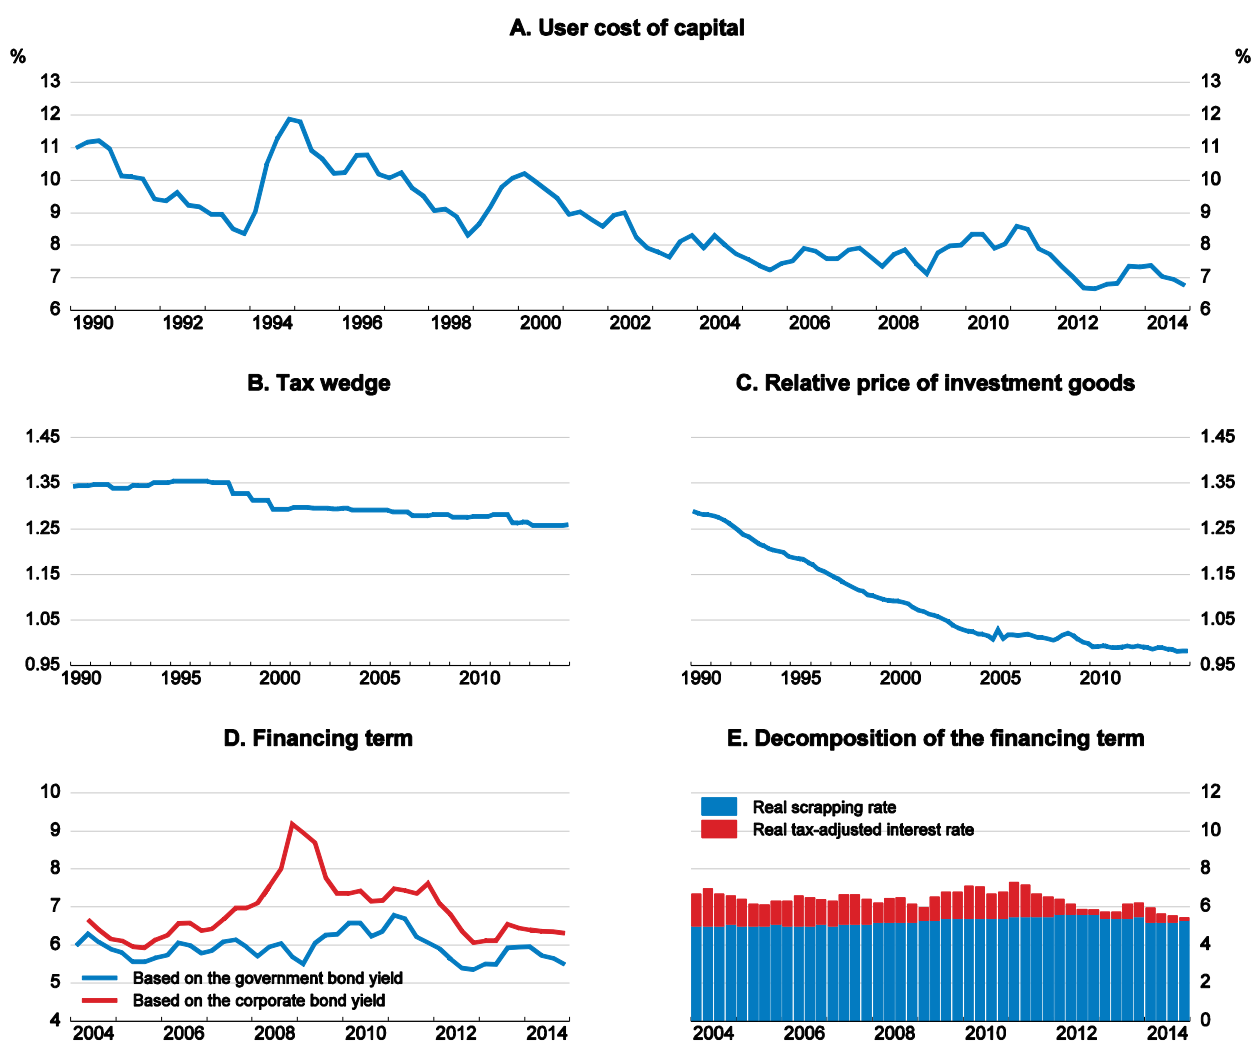 A. User cost of capital
% %
13 13
12 12
11 11
10 10
9 9
8 8
7 7
6 6
1990 1992 1994 1996 1998 2000 2002 2004 2006 2008 2010 2012 2014
B. Tax wedge
1.45
1.35
1.25
1.15
1.05
0.95
1990 1995 2000 2005 2010
C. Relative price of investment goods
1.45
1.35
1.25
1.15
1.05
0.95
1990 1995 2000 2005 2010
D. Financing term
10
9
8
7
6
5
4
Based on the government bond yield
Based on the corporate bond yield
2004 2006 2008 2010 2012 2014
E. Decomposition of the financing term
12
10
8
6
4
2
0
Real scrapping rate
Real tax-adjusted interest rate
2004 2006 2008 2010 2012 2014